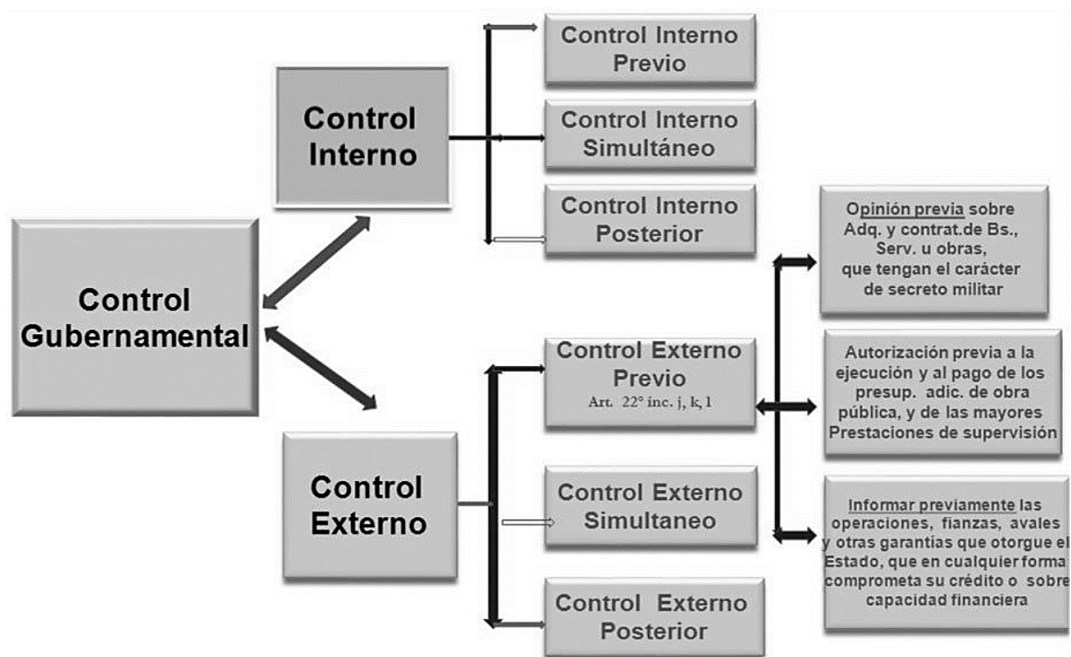 Control
Gubernamental
Control
Interno
Control Interno
Previo
Control Interno
Simultáneo
Control Interno
Posterior
Control
Externo
Control Externo
Previo
Art. 22° inc. j, k, l
Control Externo
Simultaneo
Control Externo
Posterior
Opinión previa sobre
Adq. y contrat.de Bs.,
Serv. u obras,
que tengan el carácter
de secreto militar
Autorización previa a la
ejecución y al pago de los
presup. adic. de obra
pública, y de las mayores
Prestaciones de supervisión
Informar previamente las
operaciones, fianzas, avales
y otras garantías que otorgue el
Estado, que en cualquier forma
comprometa su crédito o sobre
capacidad financiera